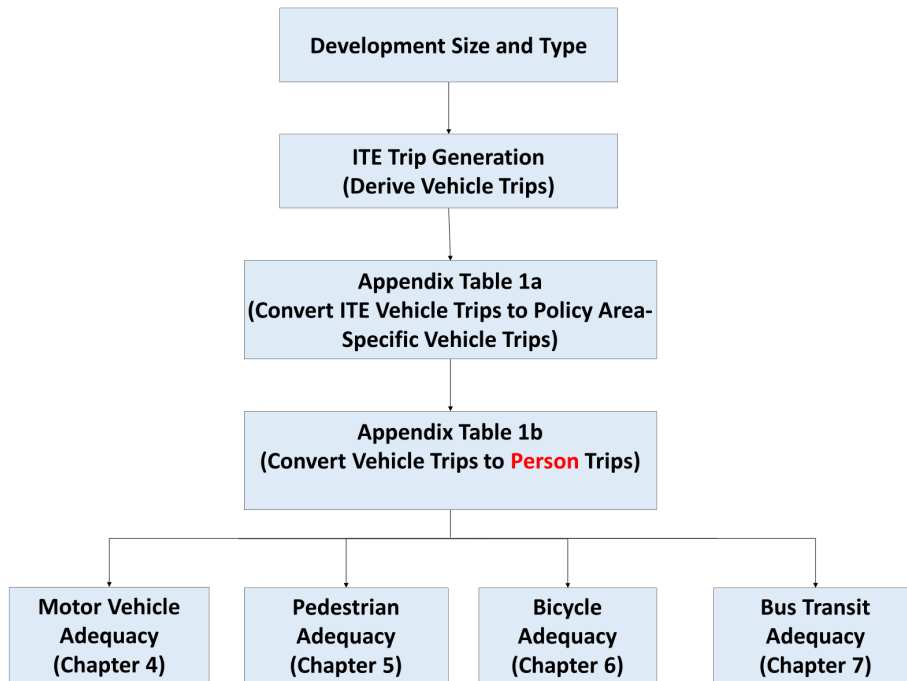 Development Size and Type
ITE Trip Generation
(Derive Vehicle Trips)
Appendix Table 1a
(Convert ITE Vehicle Trips to Policy Area-
Specific Vehicle Trips)
Appendix Table 1b
(Convert Vehicle Trips to Person Trips)
Motor Vehicle
Adequacy
(Chapter 4)
Pedestrian
Adequacy
(Chapter 5)
Bicycle
Adequacy
(Chapter 6)
Bus Transit
Adequacy
(Chapter 7)